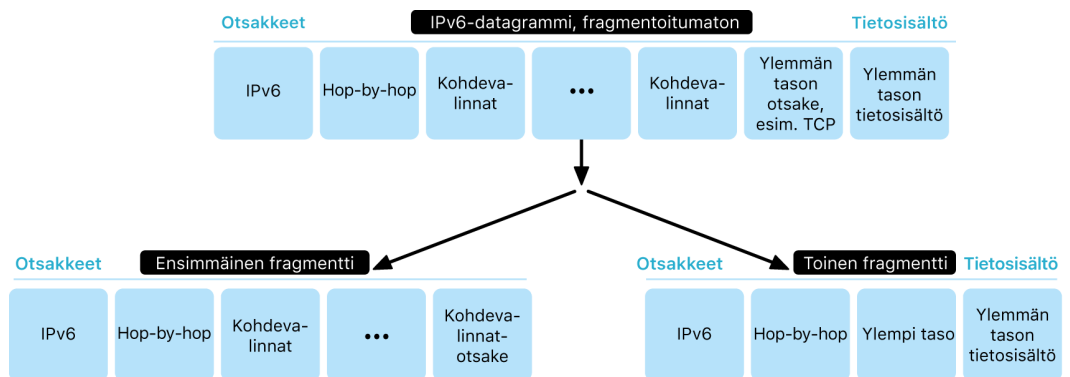 Otsakkeet IPv6-datagrammi, fragmentoitumaton Tietosisältö
IPv6
Hop-by-hop
Kohdeva-
linnat
•••
Kohdeva-
linnat
Ylemmän
tason
otsake,
esim. TCP
Ylemmän
tason
tietosisältö
Otsakkeet Ensimmäinen fragmentti
IPv6
Hop-by-hop
Kohdeva-
linnat
•••
Kohdeva-
linnat-
otsake
Otsakkeet Toinen fragmentti Tietosisältö
IPv6
Hop-by-hop
Ylempi taso
Ylemmän
tason
tietosisältö